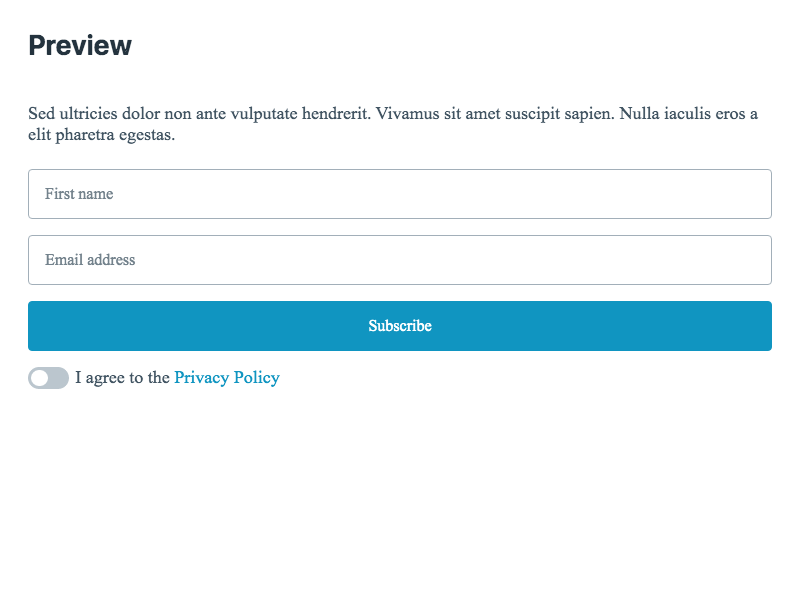 Preview
Sed ultricies dolor non ante vulputate hendrerit. Vivamus sit amet suscipit sapien. Nulla iaculis eros a
elit pharetra egestas.
First name
Email address
Subscribe
I agree to the Privacy Policy